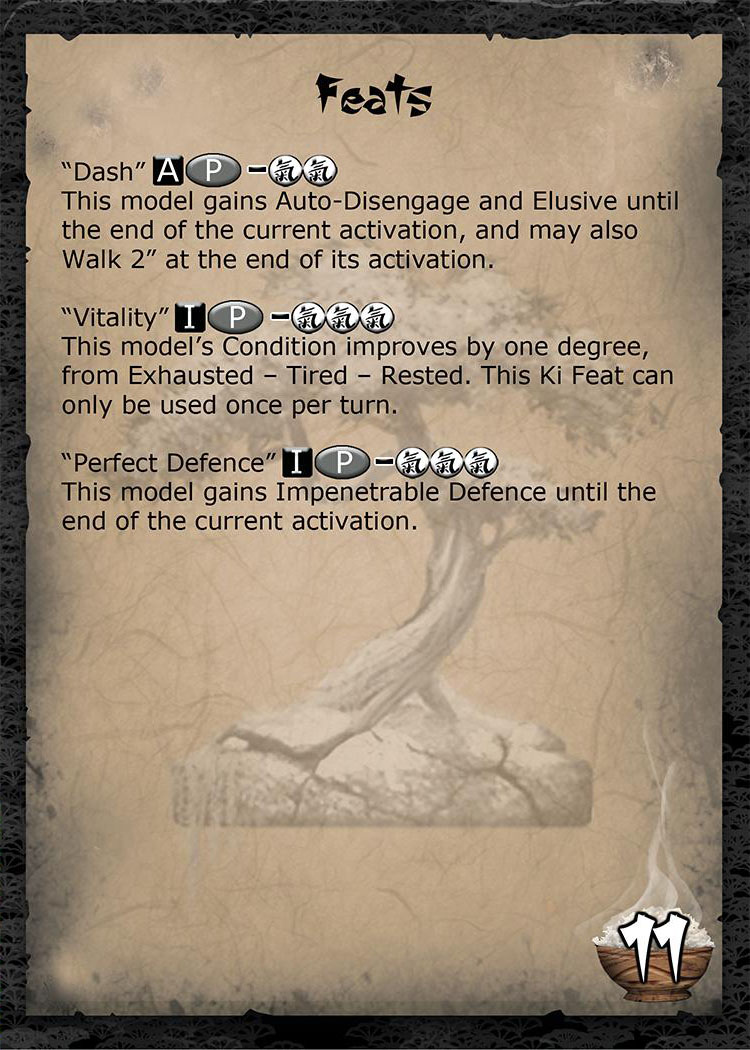 Feats
“Dash” A P –氣氣
This model gains Auto-Disengage and Elusive until
the end of the current activation, and may also
Walk 2” at the end of its activation.
“Vitality” I P –氣氣氣
This model’s Condition improves by one degree,
from Exhausted – Tired – Rested. This Ki Feat can
only be used once per turn.
“Perfect Defence” I P –氣氣氣
This model gains Impenetrable Defence until the
end of the current activation.
11